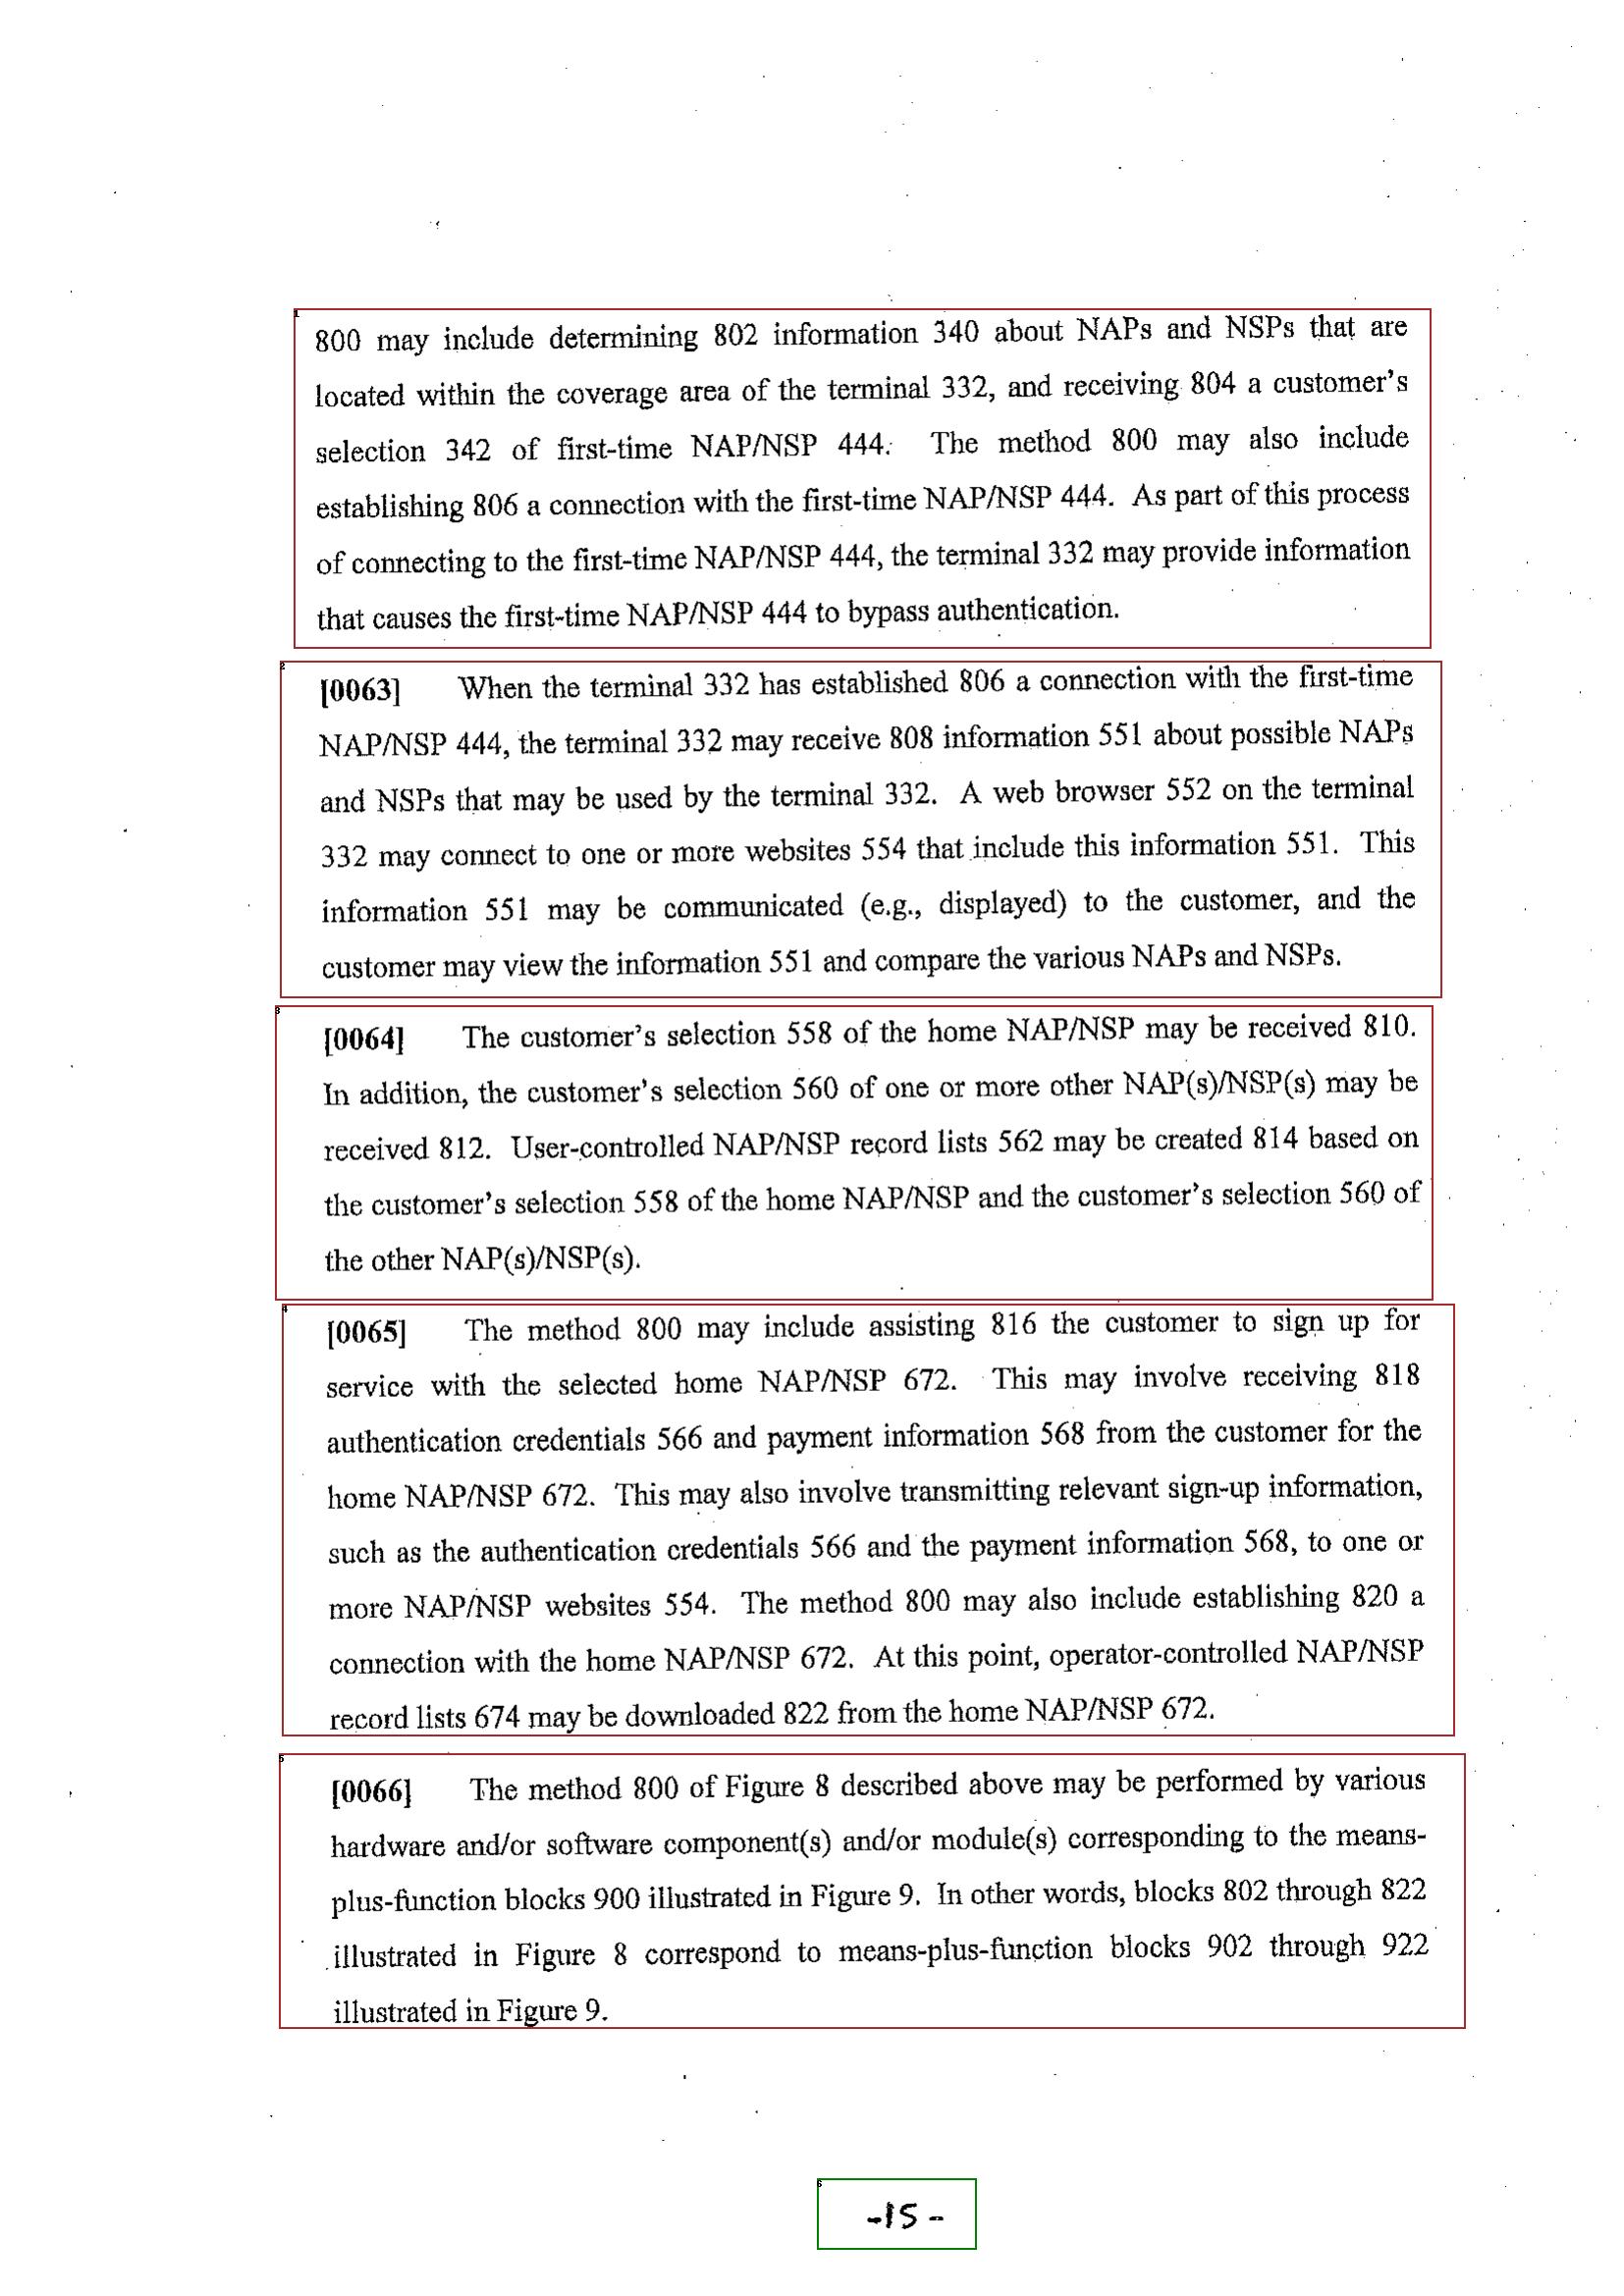 800 may include determining 802 information 340 about NAPs and NSPs that are
located within the coverage area of the terminal 332, and receiving 804 a customer's
selection 342 of first-time NAP/NSP 444. The method 800 may also include
establishing 806 a connection with the first-time NAP/NSP 444. As part of this process
of connecting to the first-time NAP/NSP 444, the terminal 332 may provide information
that causes the first-time NAP/NSP 444 to bypass authentication.
[0063] When the terminal 332 has established 806 a connection with the first-time
NAP/NSP 444, the terminal 332 may receive 808 information 551 about possible NAPs
and NSPs that may be used by the terminal 332. A web browser 552 on the terminal
332 may connect to one or more websites 554 that include this information 551. This
information 551 may be communicated (e.g., displayed) to the customer, and the
customer may view the information 551 and compare the various NAPs and NSPs.
[0064] The customer's selection 558 of the home NAP/NSP may be received 810.
In addition, the customer's selection 560 of one or more other NAP(s)/NSP(s) may be
received 812. User-controlled NAP/NSP record lists 562 may be created 814 based on
the customer's selection 558 of the home NAP/NSP and the customer's selection 560 of
the other NAP(s)/NSP(s).
[0065] The method 800 may include assisting 816 the customer to sign up for
service with the selected home NAP/NSP 672. This may involve receiving 818
authentication credentials 566 and payment information 568 from the customer for the
home NAP/NSP 672. This may also involve transmitting relevant sign-up information,
such as the authentication credentials 566 and the payment information 568, to one or
more NAP/NSP websites 554. The method 800 may also include establishing 820 a
connection with the home NAP/NSP 672. At this point, operator-controlled NAP/NSP
record lists 674 may be downloaded 822 from the home NAP/NSP 672.
[0066] The method 800 of Figure 8 described above may be performed by various
hardware and/or software component(s) and/or module(s) corresponding to the means-
plus-function blocks 900 illustrated in Figure 9. In other words, blocks 802 through 822
illustrated in Figure 8 correspond to means-plus-function blocks 902 through 922
illustrated in Figure 9.
-15-